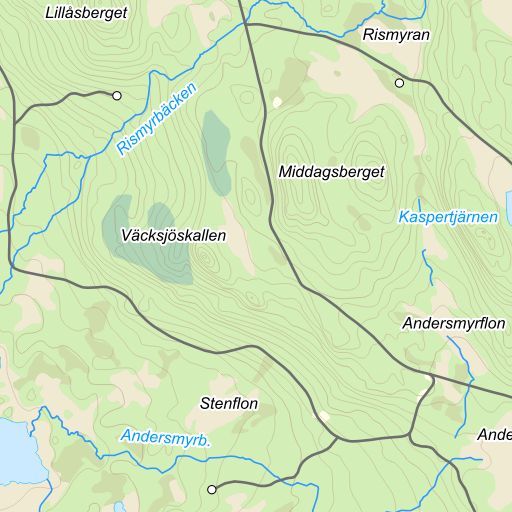 Lillåsberget
Rismyran
Rismyrbäcken
Middagsberget
Kaspertjärnen
Väcksjöskallen
Andersmyrflon
Stenflon
Andersmyrb.
Ande